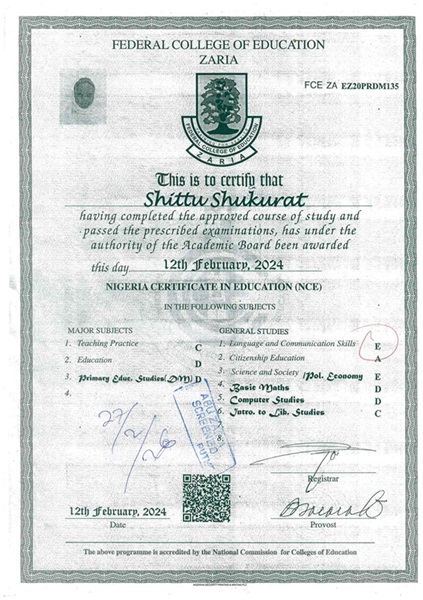 FEDERAL COLLEGE OF EDUCATION
ZARIA
FCE ZA EZ20PRDM135
FEDERAL COLLEGE OF EDUCATION
ZARIA
This is to certify that
Shittu Shukurat
having completed the approved course of study and
passed the prescribed examinations, has under the
authority of the Academic Board been awarded
this day 12th February, 2024
NIGERIA CERTIFICATE IN EDUCATION (NCE)
IN THE FOLLOWING SUBJECTS
MAJOR SUBJECTS
1. Teaching Practice C
2. Education D
3. Primary Educ. Studies(DM) D
4.
GENERAL STUDIES
1. Language and Communication Skills E
2. Citizenship Education A
3. Science and Society /Pol. Economy E
4. Basic Maths D
5. Computer Studies D
6. Intro. to Lib. Studies C
8.
ABU ZARIA
SCREENED
27/2/26
Registrar
12th February, 2024
Date
Provost
The above programme is accredited by the National Commission for Colleges of Education